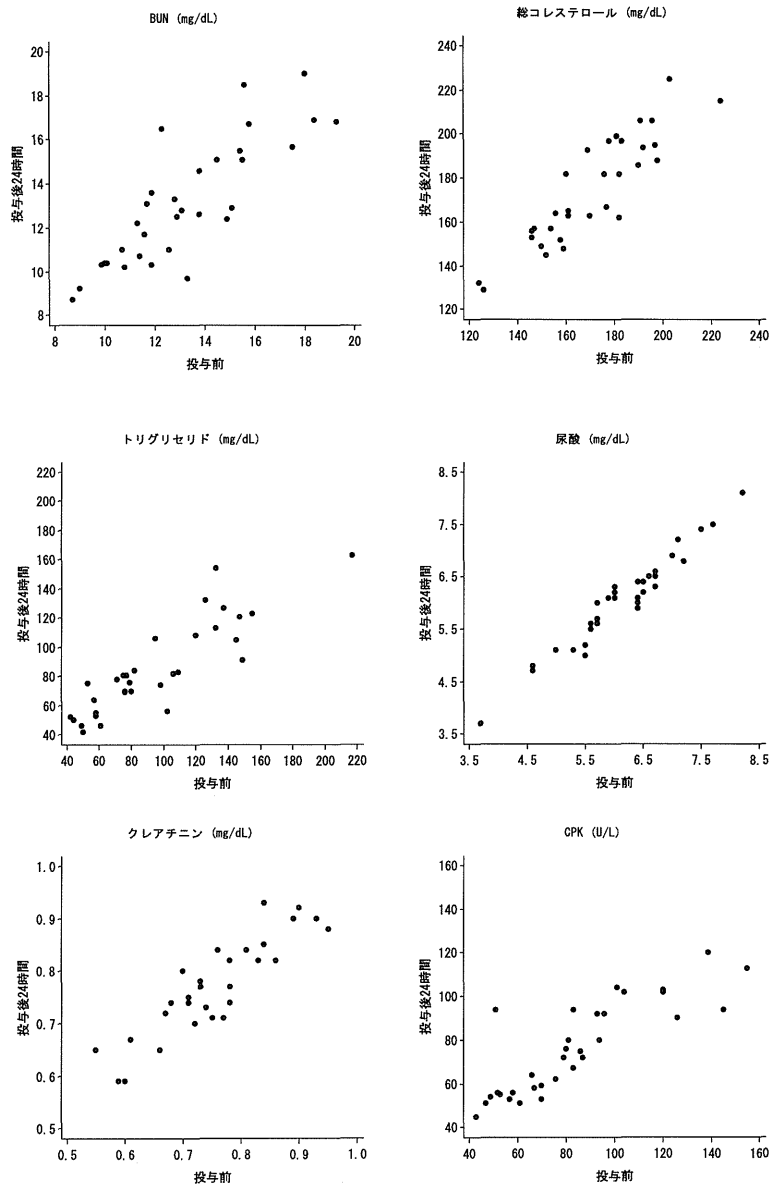 BUN (mg/dL)
20
18
16
14
12
10
8
投与後24時間
8 10 12 14 16 18 20
投与前
総コレステロール (mg/dL)
240
220
200
180
160
140
120
投与後24時間
120 140 160 180 200 220 240
投与前
トリグリセリド (mg/dL)
220
200
180
160
140
120
100
80
60
40
投与後24時間
40 60 80 100 120 140 160 180 200 220
投与前
尿酸 (mg/dL)
8.5
7.5
6.5
5.5
4.5
3.5
投与後24時間
3.5 4.5 5.5 6.5 7.5 8.5
投与前
クレアチニン (mg/dL)
1.0
0.9
0.8
0.7
0.6
0.5
投与後24時間
0.5 0.6 0.7 0.8 0.9 1.0
投与前
CPK (U/L)
160
140
120
100
80
60
40
投与後24時間
40 60 80 100 120 140 160
投与前